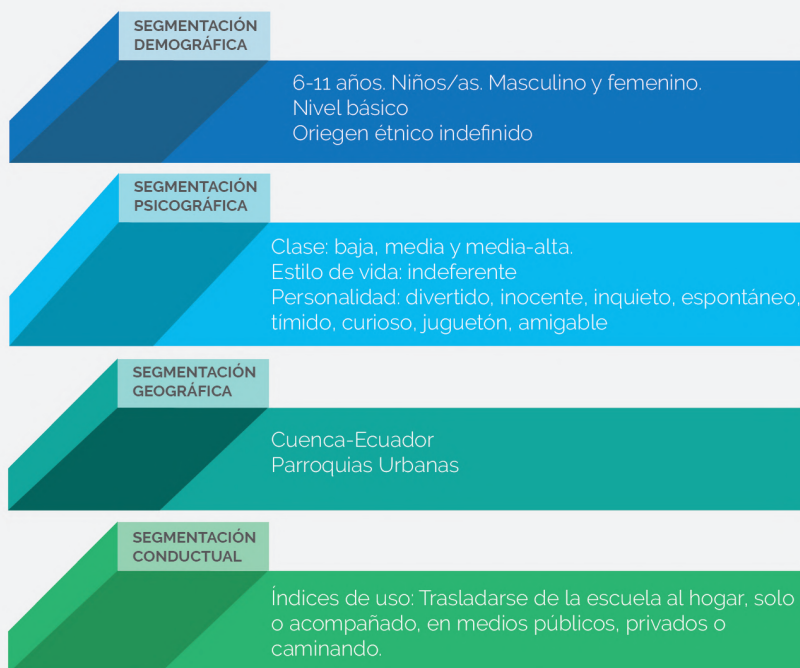 SEGMENTACIÓN
DEMOGRÁFICA
6-11 años. Niños/as. Masculino y femenino.
Nivel básico
Oriegen étnico indefinido
SEGMENTACIÓN
PSICOGRÁFICA
Clase: baja, media y media-alta.
Estilo de vida: indeferente
Personalidad: divertido, inocente, inquieto, espontáneo,
tímido, curioso, juguetón, amigable
SEGMENTACIÓN
GEOGRÁFICA
Cuenca-Ecuador
Parroquias Urbanas
SEGMENTACIÓN
CONDUCTUAL
Índices de uso: Trasladarse de la escuela al hogar, solo
o acompañado, en medios públicos, privados o
caminando.